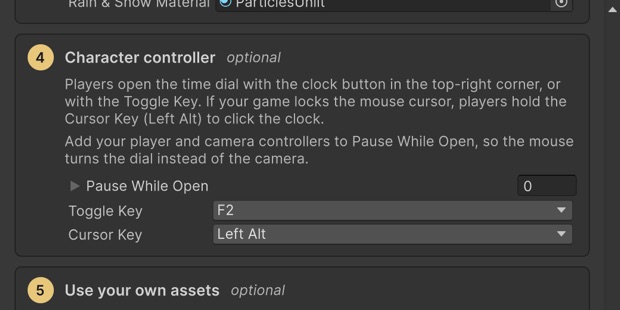 Rain & Snow Material ParticlesUnlit
4 Character controller optional
Players open the time dial with the clock button in the top-right corner, or
with the Toggle Key. If your game locks the mouse cursor, players hold the
Cursor Key (Left Alt) to click the clock.
Add your player and camera controllers to Pause While Open, so the mouse
turns the dial instead of the camera.
Pause While Open 0
Toggle Key F2
Cursor Key Left Alt
5 Use your own assets optional